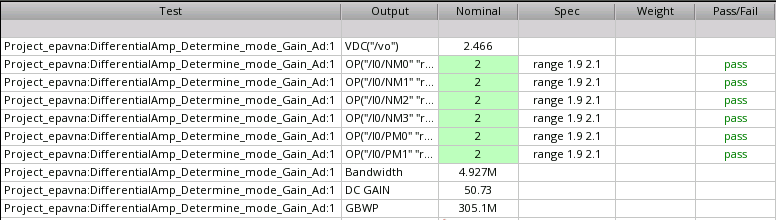 Test Output Nominal Spec Weight Pass/Fail
Project_epavna:DifferentialAmp_Determine_mode_Gain_Ad:1 VDC("/vo") 2.466
Project_epavna:DifferentialAmp_Determine_mode_Gain_Ad:1 OP("/I0/NM0" "r... 2 range 1.9 2.1 pass
Project_epavna:DifferentialAmp_Determine_mode_Gain_Ad:1 OP("/I0/NM1" "r... 2 range 1.9 2.1 pass
Project_epavna:DifferentialAmp_Determine_mode_Gain_Ad:1 OP("/I0/NM2" "r... 2 range 1.9 2.1 pass
Project_epavna:DifferentialAmp_Determine_mode_Gain_Ad:1 OP("/I0/NM3" "r... 2 range 1.9 2.1 pass
Project_epavna:DifferentialAmp_Determine_mode_Gain_Ad:1 OP("/I0/PM0" "r... 2 range 1.9 2.1 pass
Project_epavna:DifferentialAmp_Determine_mode_Gain_Ad:1 OP("/I0/PM1" "r... 2 range 1.9 2.1 pass
Project_epavna:DifferentialAmp_Determine_mode_Gain_Ad:1 Bandwidth 4.927M
Project_epavna:DifferentialAmp_Determine_mode_Gain_Ad:1 DC GAIN 50.73
Project_epavna:DifferentialAmp_Determine_mode_Gain_Ad:1 GBWP 305.1M